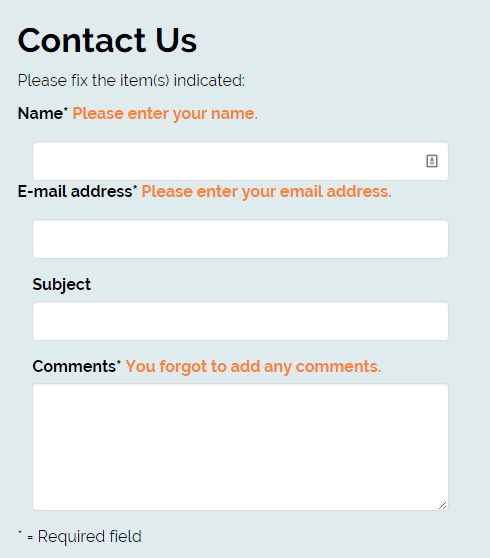 Contact Us
Please fix the item(s) indicated:
Name* Please enter your name.
E-mail address* Please enter your email address.
Subject
Comments* You forgot to add any comments.
* = Required field